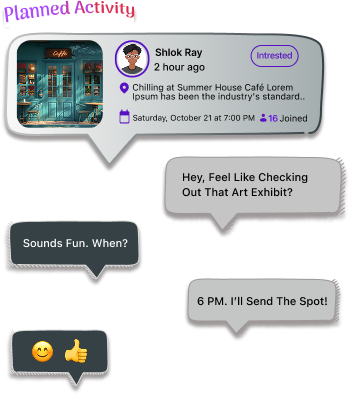 Planned Activity
Caffe
Shlok Ray
Intrested
2 hour ago
Chilling at Summer House Café Lorem
Ipsum has been the industry's standard..
Saturday, October 21 at 7:00 PM
16 Joined
Hey, Feel Like Checking
Out That Art Exhibit?
Sounds Fun. When?
6 PM. I'll Send The Spot!
😊 👍